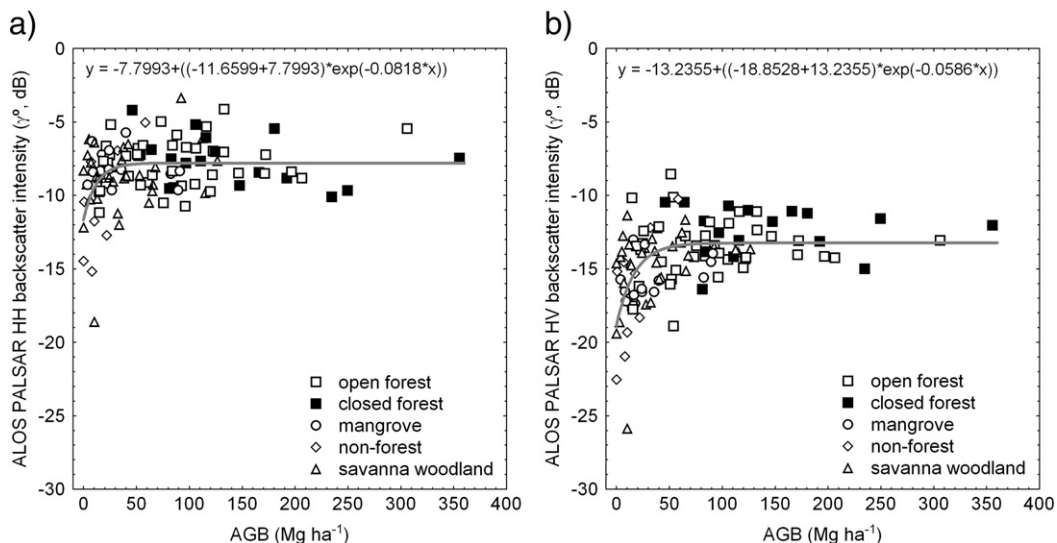 a)
y = -7.7993+((-11.6599+7.7993)*exp(-0.0818*x))
ALOS PALSAR HH backscatter intensity (γº, dB)
0
-5
-10
-15
-20
-25
-30
open forest
closed forest
mangrove
non-forest
savanna woodland
0 50 100 150 200 250 300 350 400
AGB (Mg ha⁻¹)
b)
y = -13.2355+((-18.8528+13.2355)*exp(-0.0586*x))
ALOS PALSAR HV backscatter intensity (γº, dB)
0
-5
-10
-15
-20
-25
-30
open forest
closed forest
mangrove
non-forest
savanna woodland
0 50 100 150 200 250 300 350 400
AGB (Mg ha⁻¹)